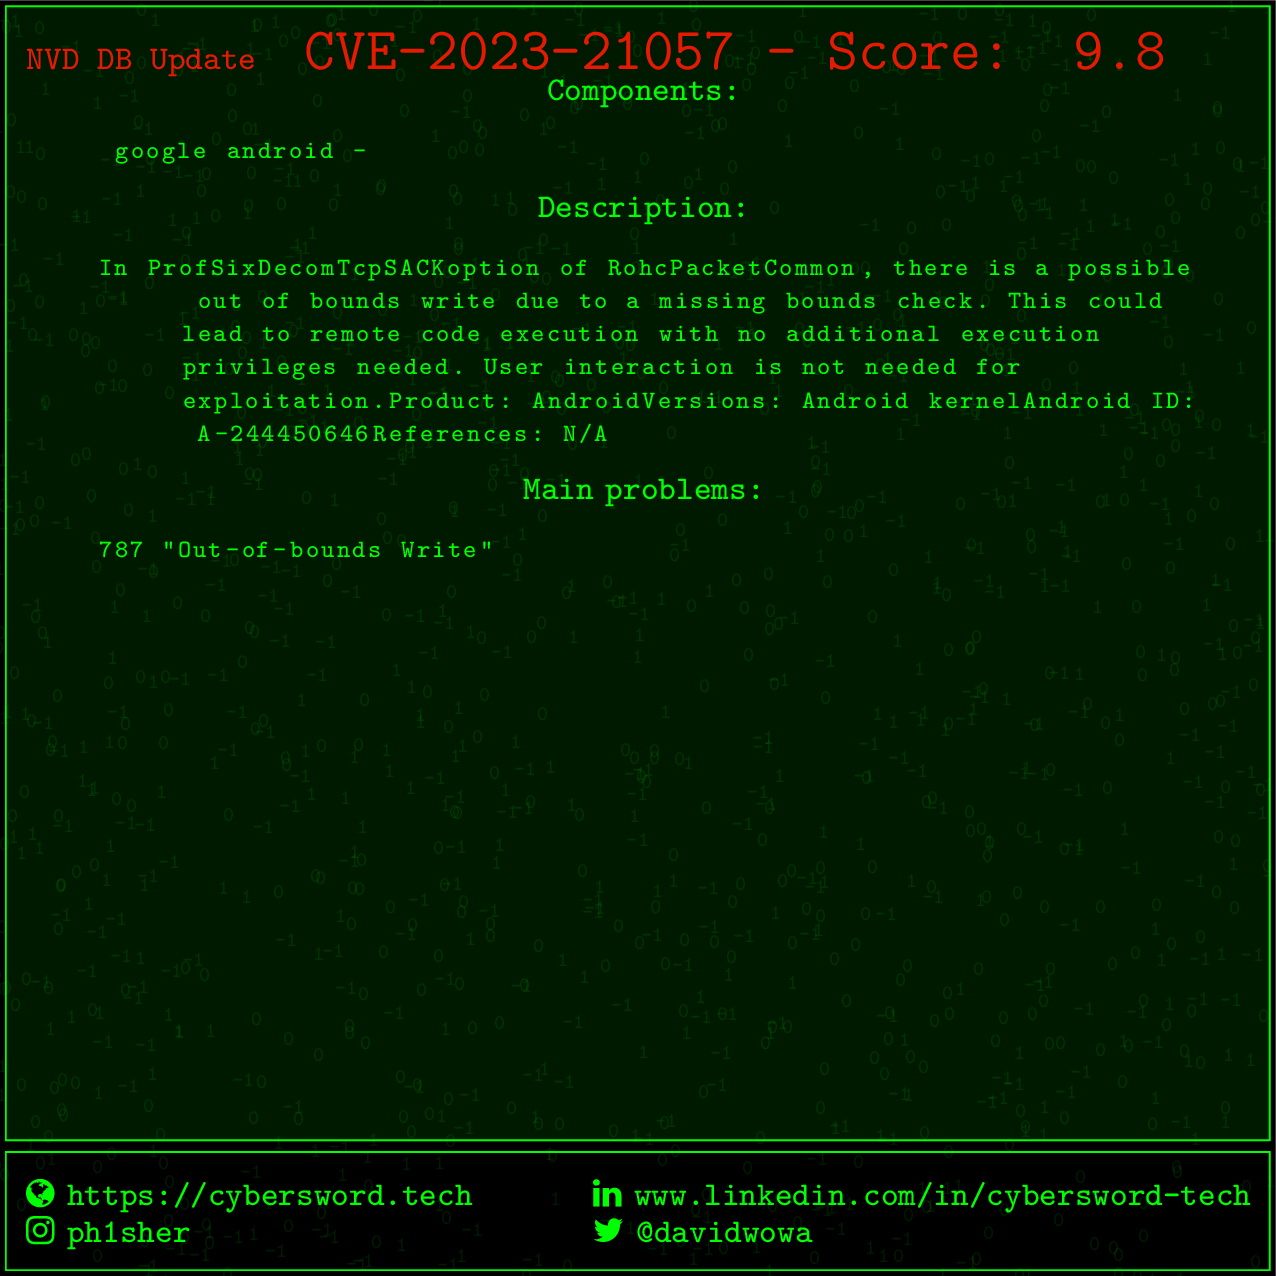 NVD DB Update CVE-2023-21057 - Score: 9.8
Components:
google android -
Description:
In ProfSixDecomTcpSACKoption of RohcPacketCommon, there is a possible
out of bounds write due to a missing bounds check. This could
lead to remote code execution with no additional execution
privileges needed. User interaction is not needed for
exploitation.Product: AndroidVersions: Android kernelAndroid ID:
A-244450646References: N/A
Main problems:
787 "Out-of-bounds Write"
https://cybersword.tech
www.linkedin.com/in/cybersword-tech
ph1sher
@davidwowa